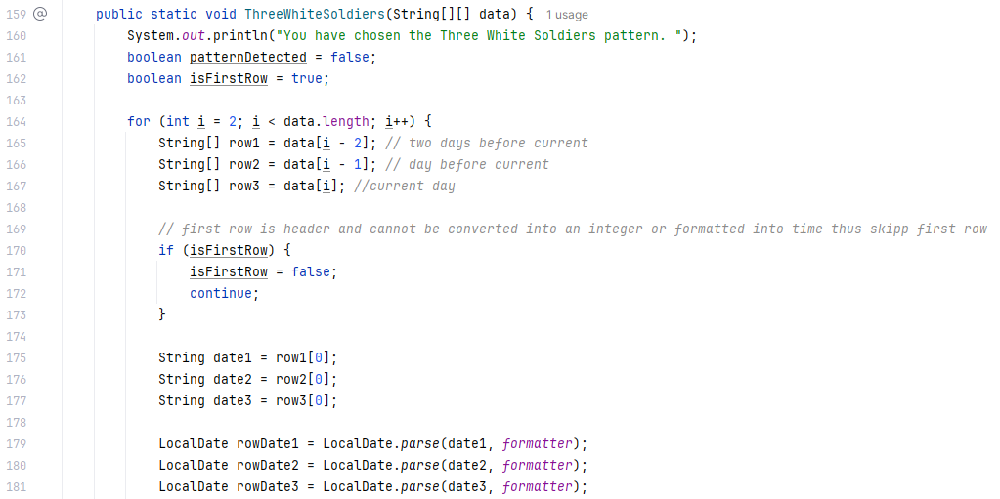 159 @ public static void ThreeWhiteSoldiers(String[][] data) { 1 usage
160 System.out.println("You have chosen the Three White Soldiers pattern. ");
161 boolean patternDetected = false;
162 boolean isFirstRow = true;
163
164 for (int i = 2; i < data.length; i++) {
165 String[] row1 = data[i - 2]; // two days before current
166 String[] row2 = data[i - 1]; // day before current
167 String[] row3 = data[i]; //current day
168
169 // first row is header and cannot be converted into an integer or formatted into time thus skipp first row
170 if (isFirstRow) {
171 isFirstRow = false;
172 continue;
173 }
174
175 String date1 = row1[0];
176 String date2 = row2[0];
177 String date3 = row3[0];
178
179 LocalDate rowDate1 = LocalDate.parse(date1, formatter);
180 LocalDate rowDate2 = LocalDate.parse(date2, formatter);
181 LocalDate rowDate3 = LocalDate.parse(date3, formatter);